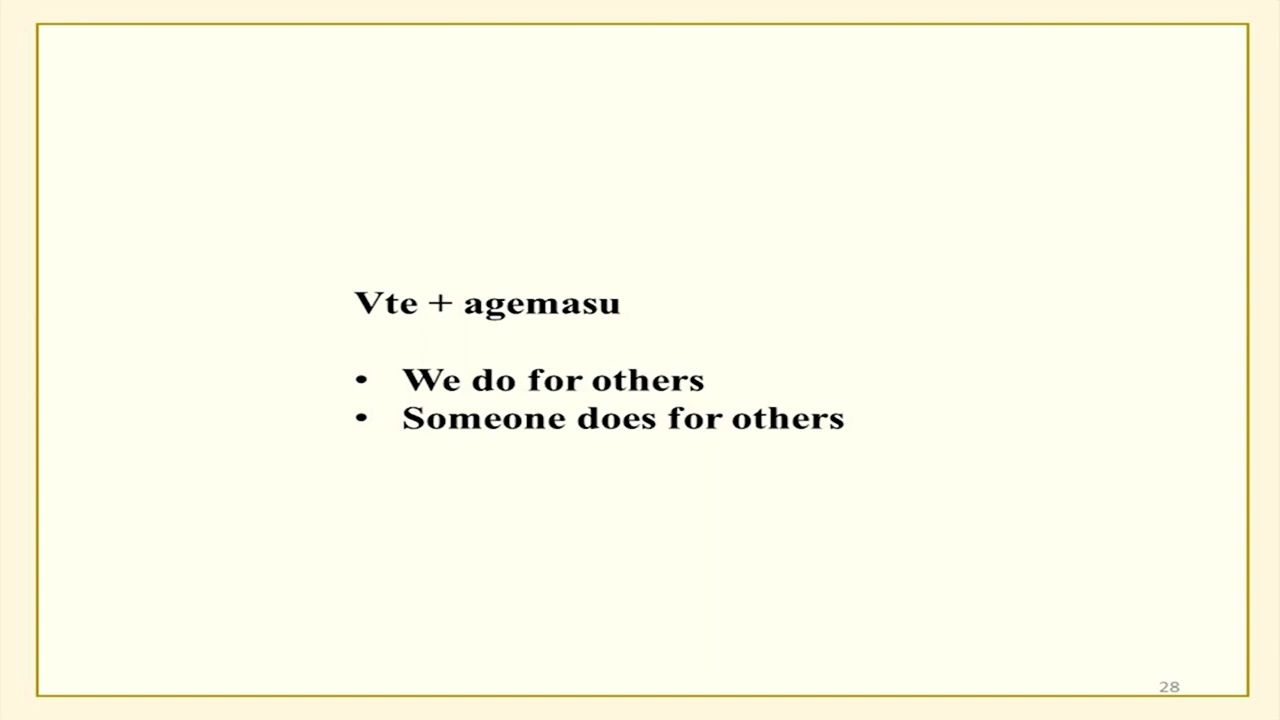 Vte + agemasu
• We do for others
• Someone does for others
28